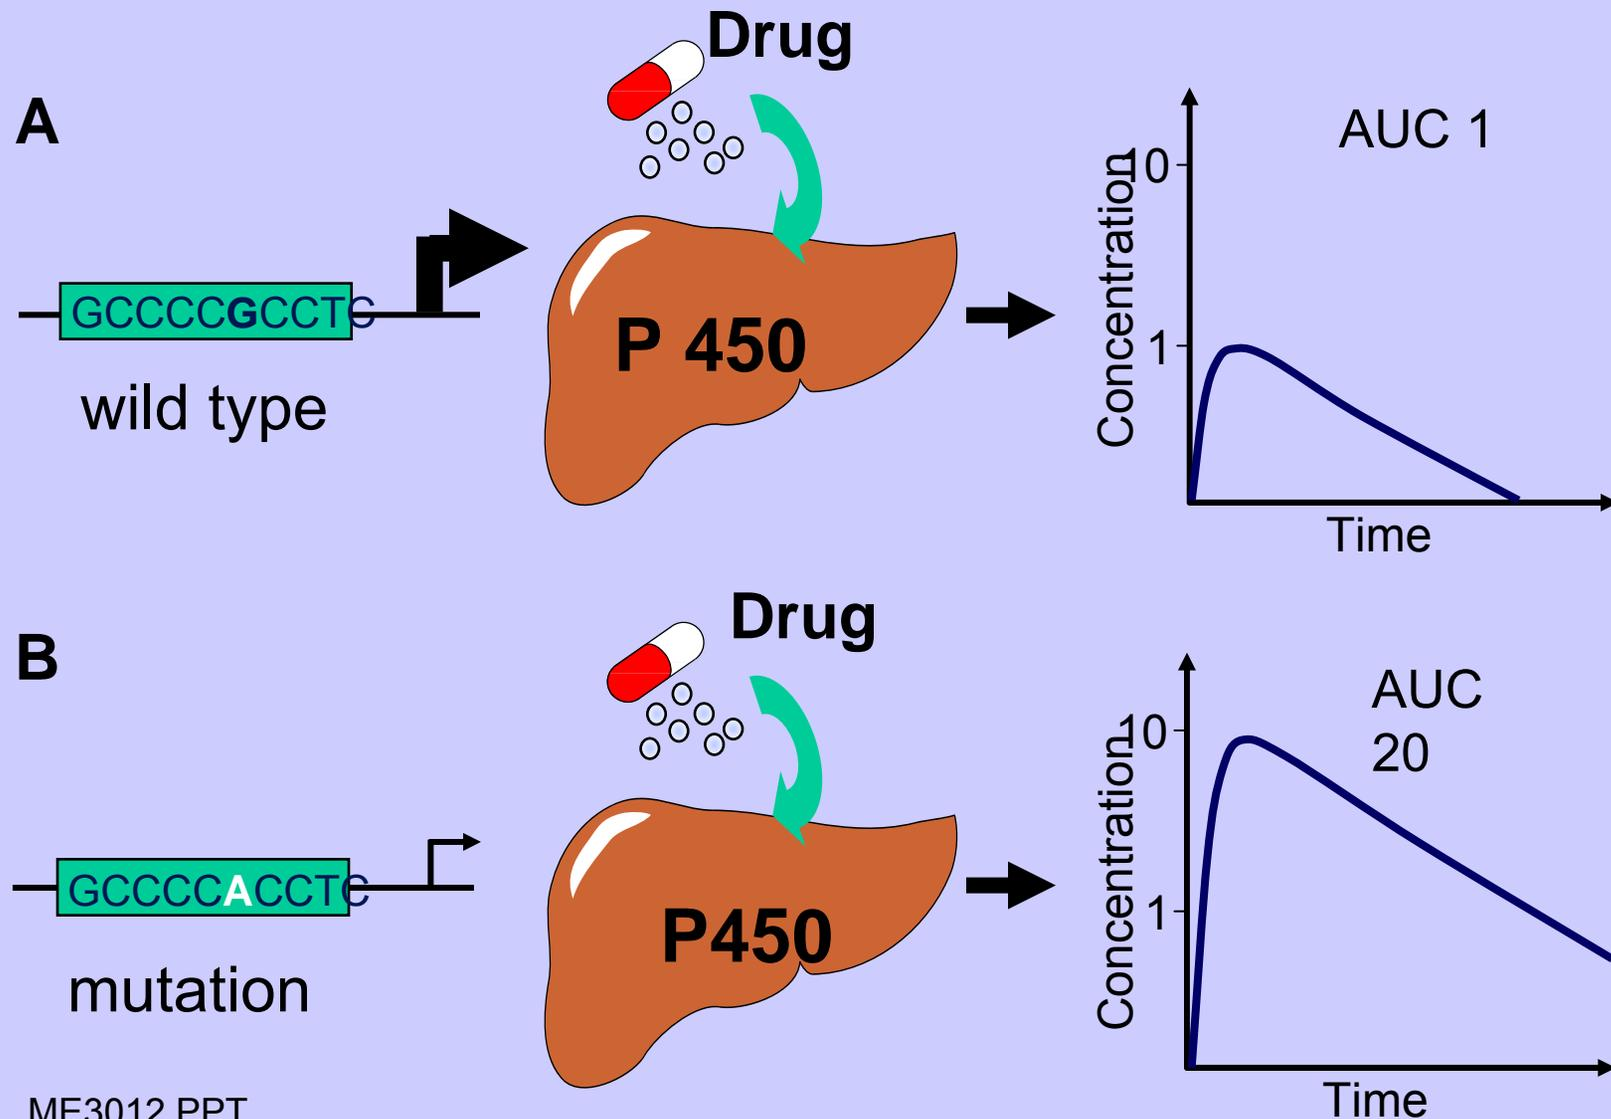 Drug
A
AUC 1
10
Concentration
GCCCCGCCTC
P 450
1
wild type
Time
Drug
B
AUC
20
10
Concentration
GCCCCACCTC
P450
1
mutation
Time
ME3012.PPT